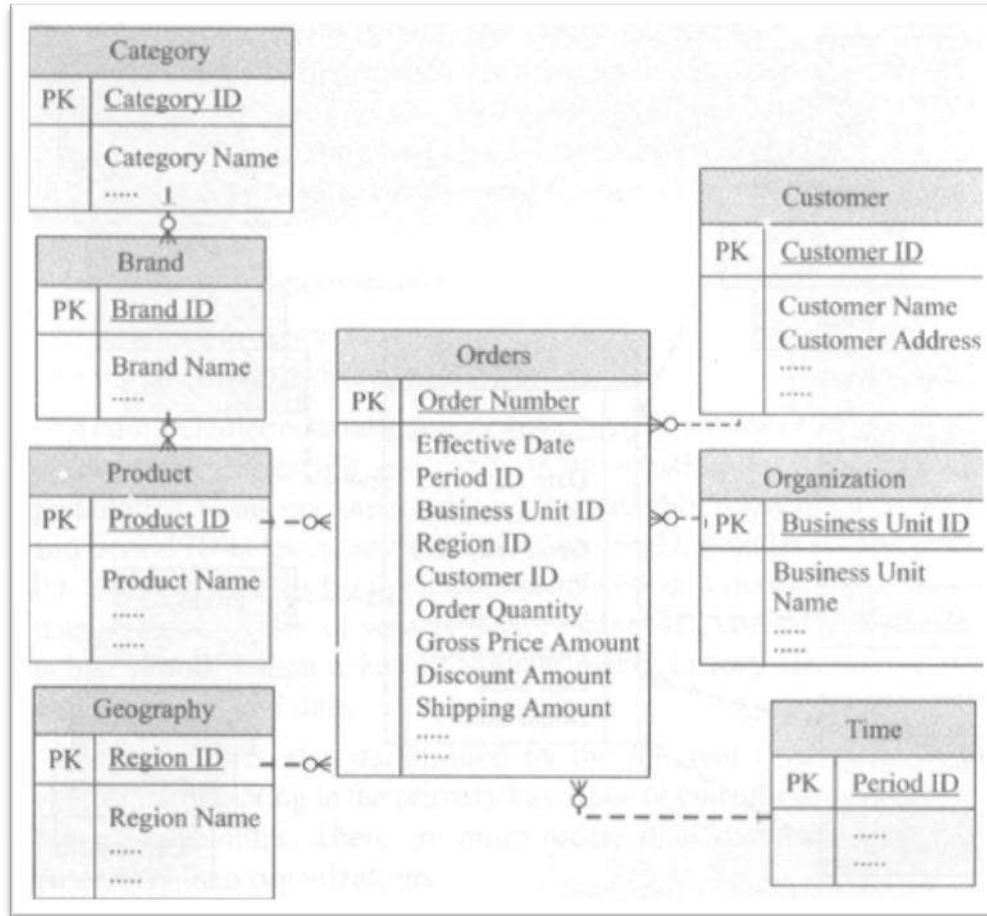 Category
PK Category ID
Category Name
.....
Brand
PK Brand ID
Brand Name
.....
Product
PK Product ID
Product Name
.....
.....
Geography
PK Region ID
Region Name
.....
.....
Orders
PK Order Number
Effective Date
Period ID
Business Unit ID
Region ID
Customer ID
Order Quantity
Gross Price Amount
Discount Amount
Shipping Amount
.....
.....
Customer
PK Customer ID
Customer Name
Customer Address
.....
.....
Organization
PK Business Unit ID
Business Unit
Name
.....
.....
Time
PK Period ID
.....
.....